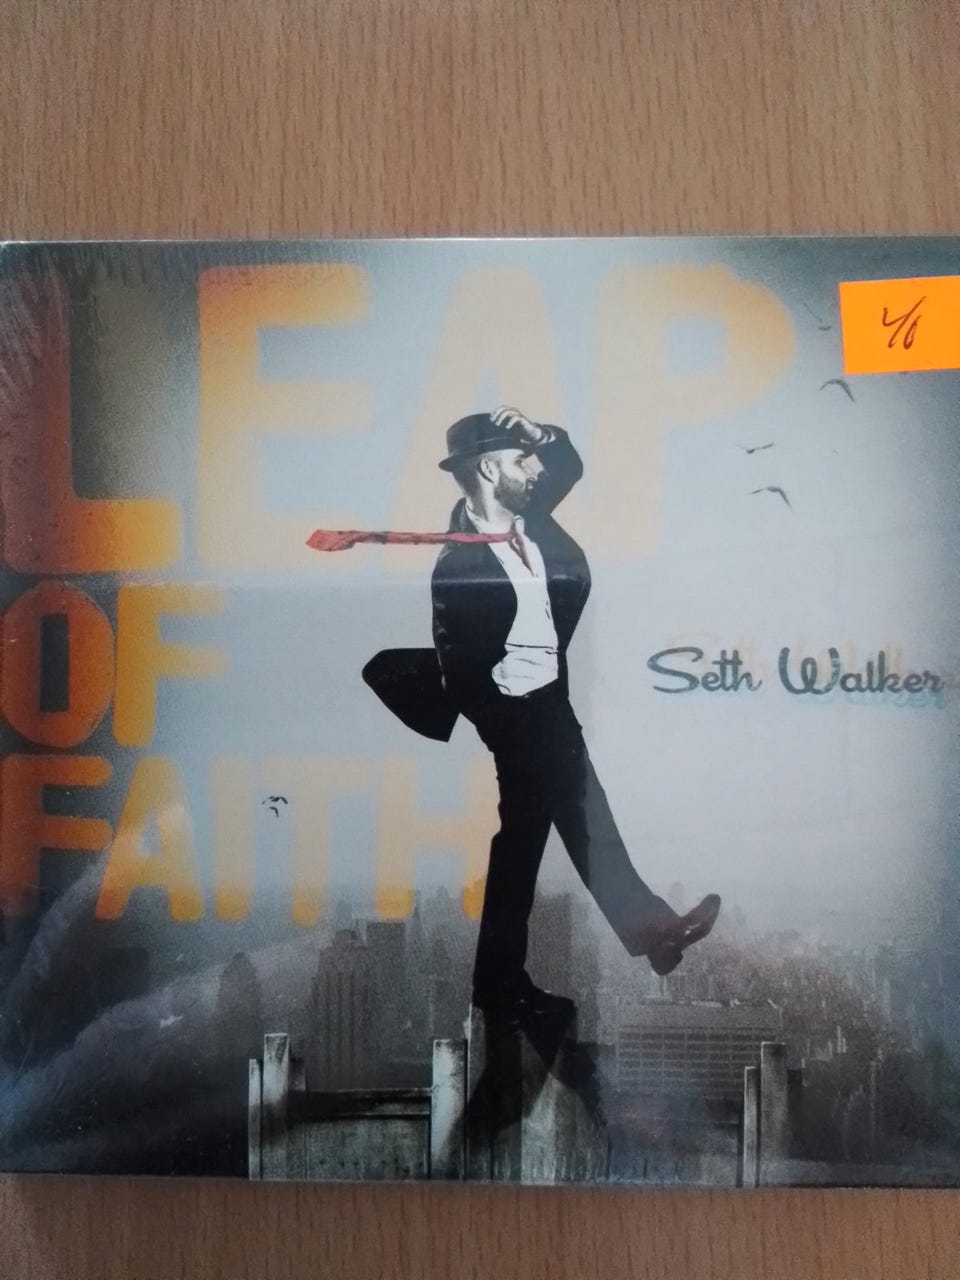 LEAP
OF
FAITH
Seth Walker